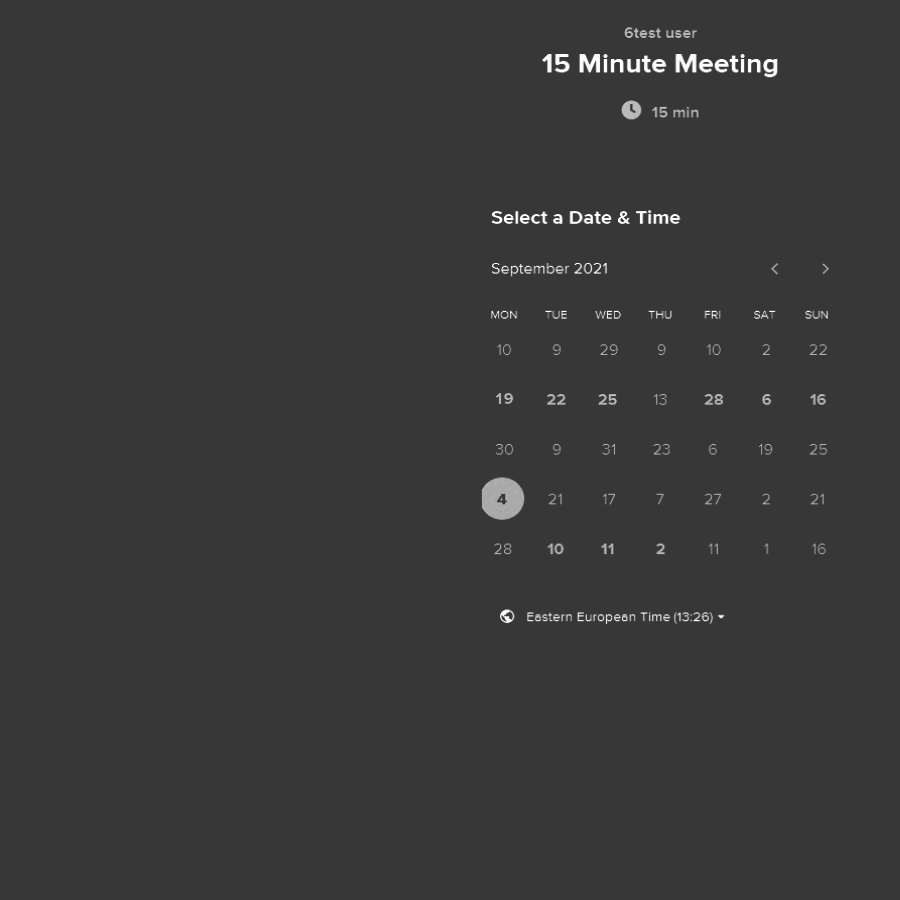 6test user
15 Minute Meeting
15 min
Select a Date & Time
September 2021
MON TUE WED THU FRI SAT SUN
10 9 29 9 10 2 22
19 22 25 13 28 6 16
30 9 31 23 6 19 25
4 21 17 7 27 2 21
28 10 11 2 11 1 16
Eastern European Time (13:26)